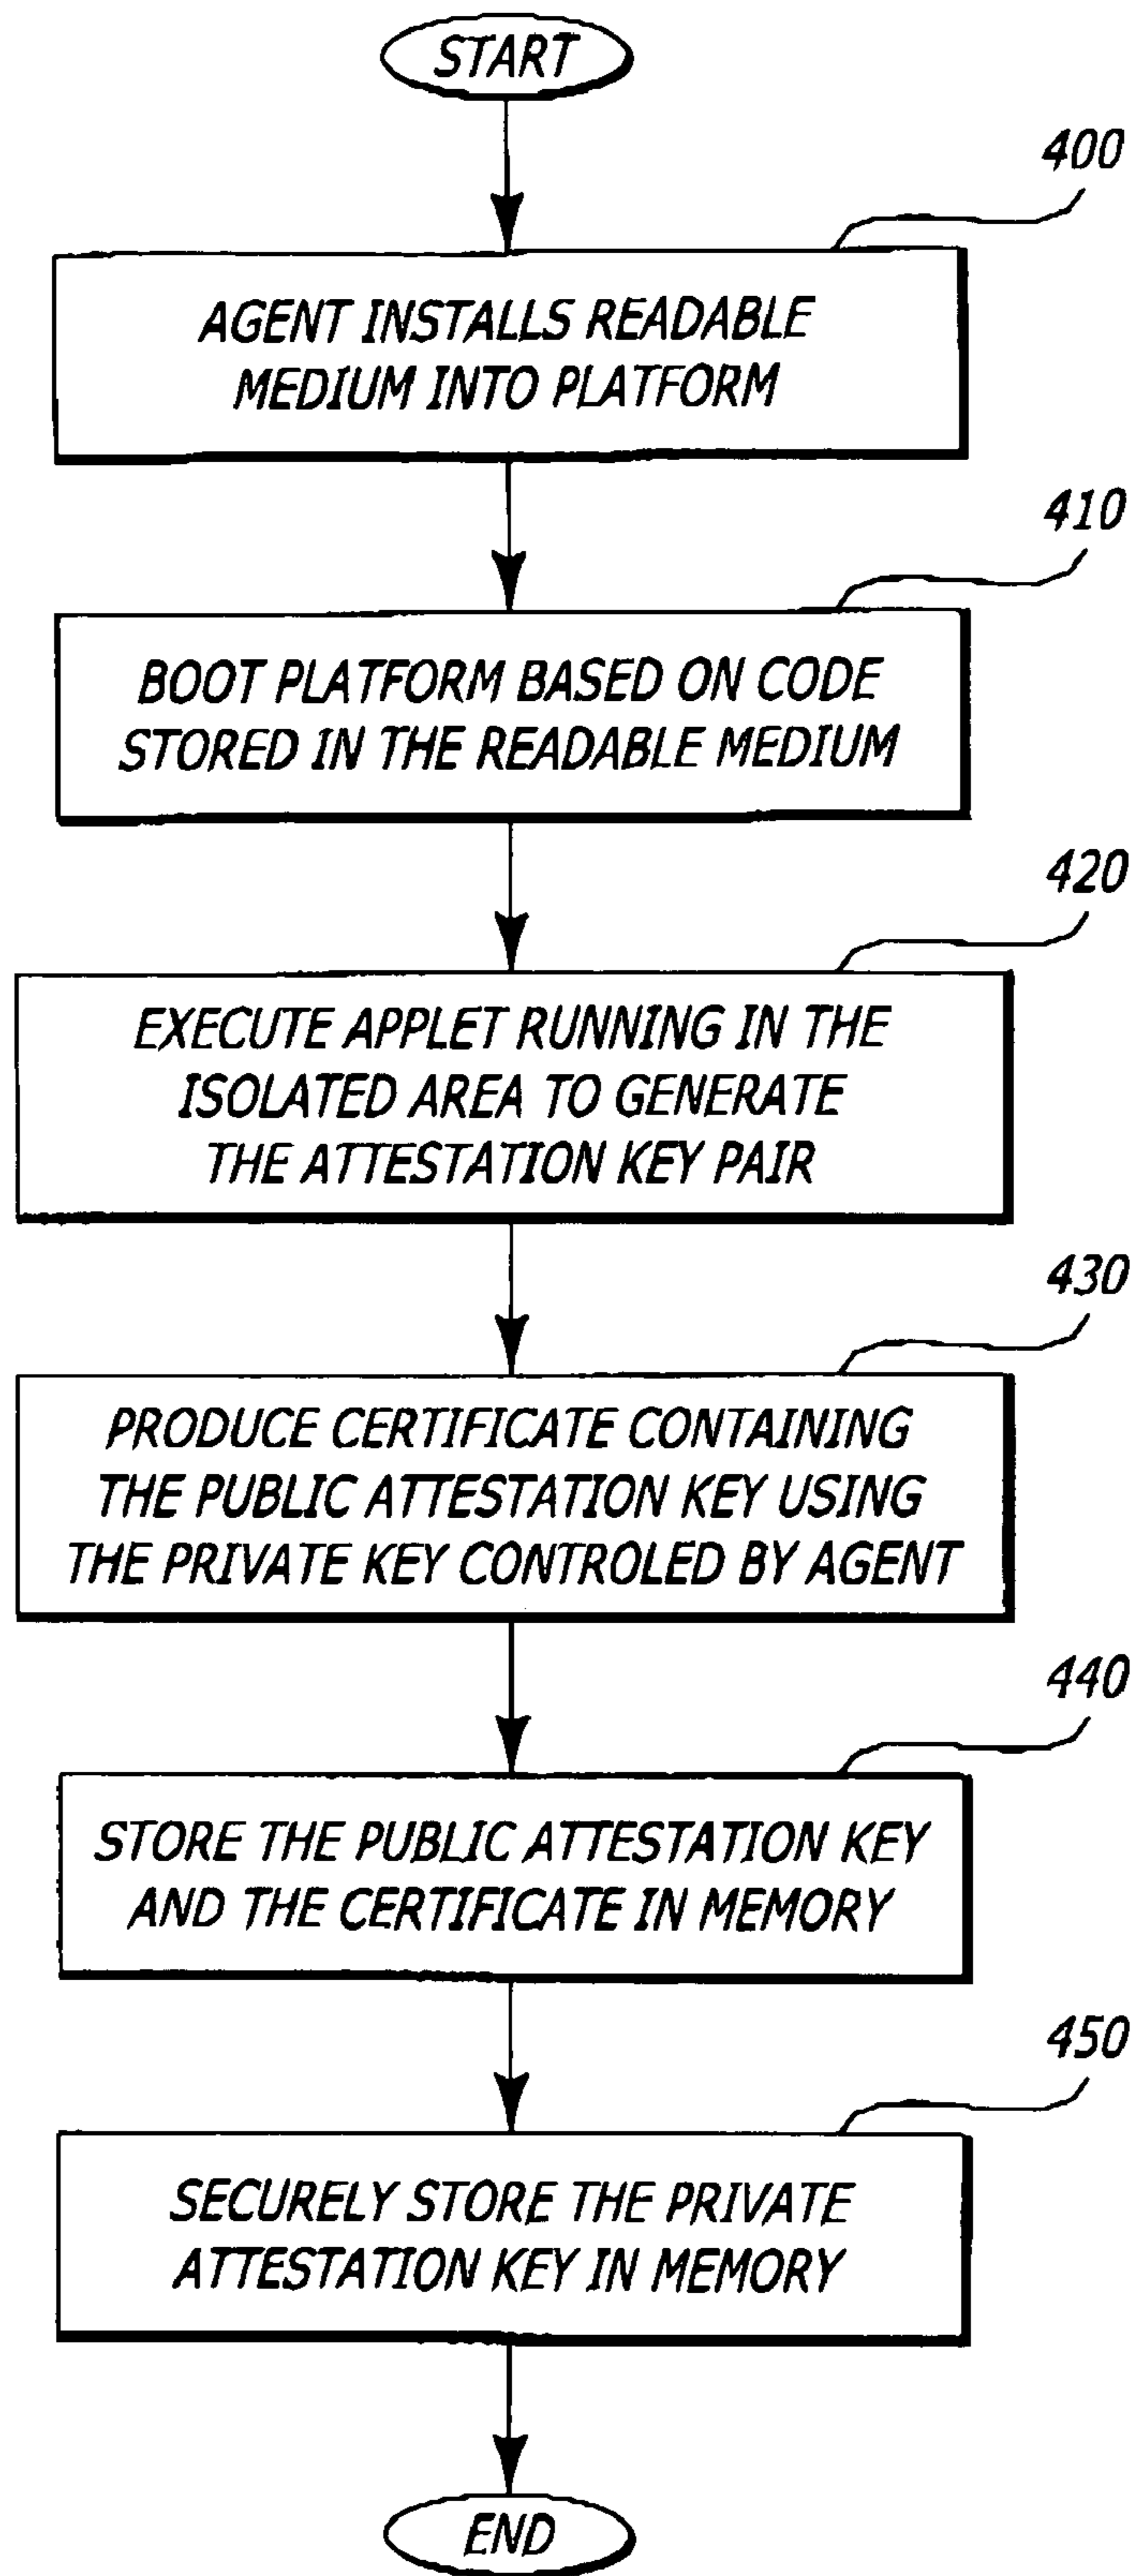 START
400
AGENT INSTALLS READABLE
MEDIUM INTO PLATFORM
410
BOOT PLATFORM BASED ON CODE
STORED IN THE READABLE MEDIUM
420
EXECUTE APPLET RUNNING IN THE
ISOLATED AREA TO GENERATE
THE ATTESTATION KEY PAIR
430
PRODUCE CERTIFICATE CONTAINING
THE PUBLIC ATTESTATION KEY USING
THE PRIVATE KEY CONTROLED BY AGENT
440
STORE THE PUBLIC ATTESTATION KEY
AND THE CERTIFICATE IN MEMORY
450
SECURELY STORE THE PRIVATE
ATTESTATION KEY IN MEMORY
END